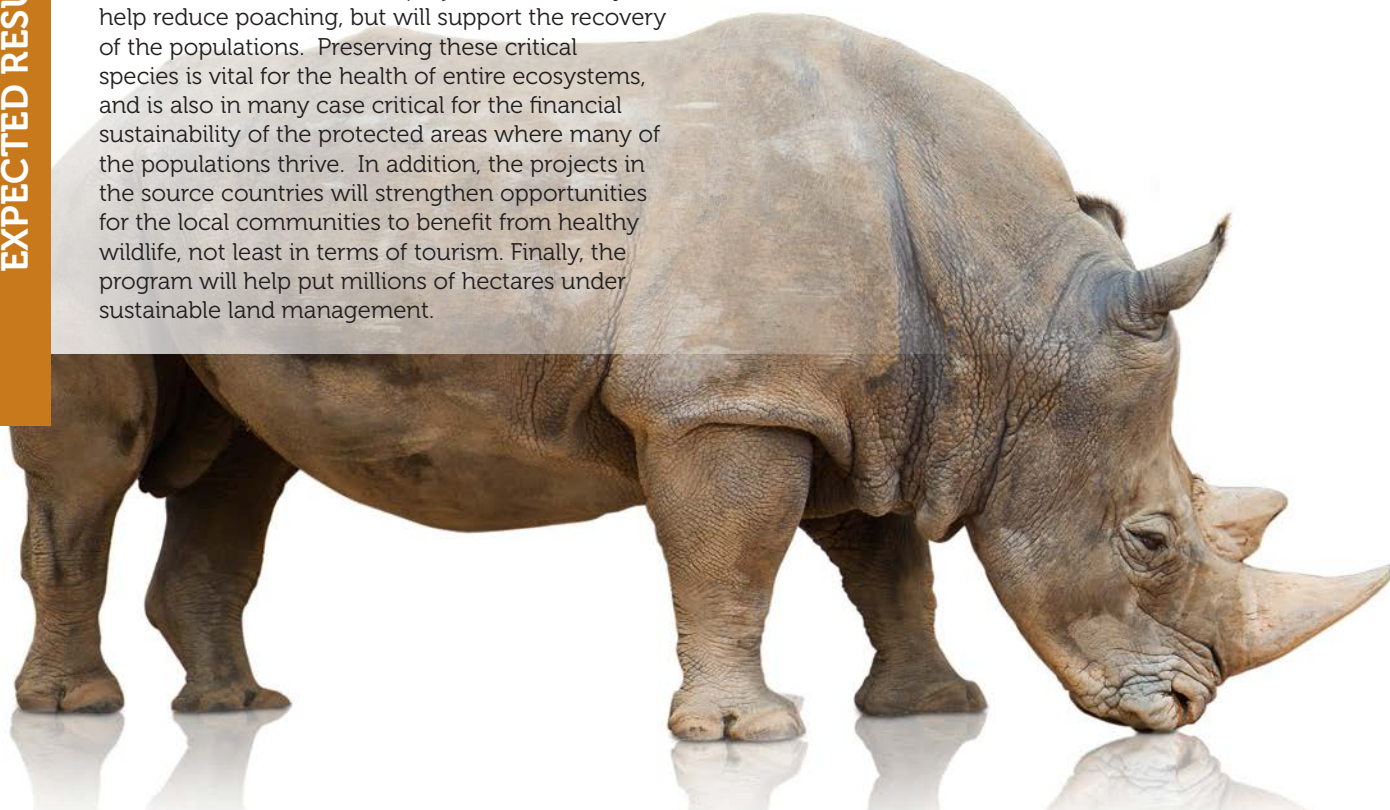 EXPECTED RESU
help reduce poaching, but will support the recovery
of the populations.  Preserving these critical
species is vital for the health of entire ecosystems,
and is also in many case critical for the financial
sustainability of the protected areas where many of
the populations thrive.  In addition, the projects in
the source countries will strengthen opportunities
for the local communities to benefit from healthy
wildlife, not least in terms of tourism. Finally, the
program will help put millions of hectares under
sustainable land management.